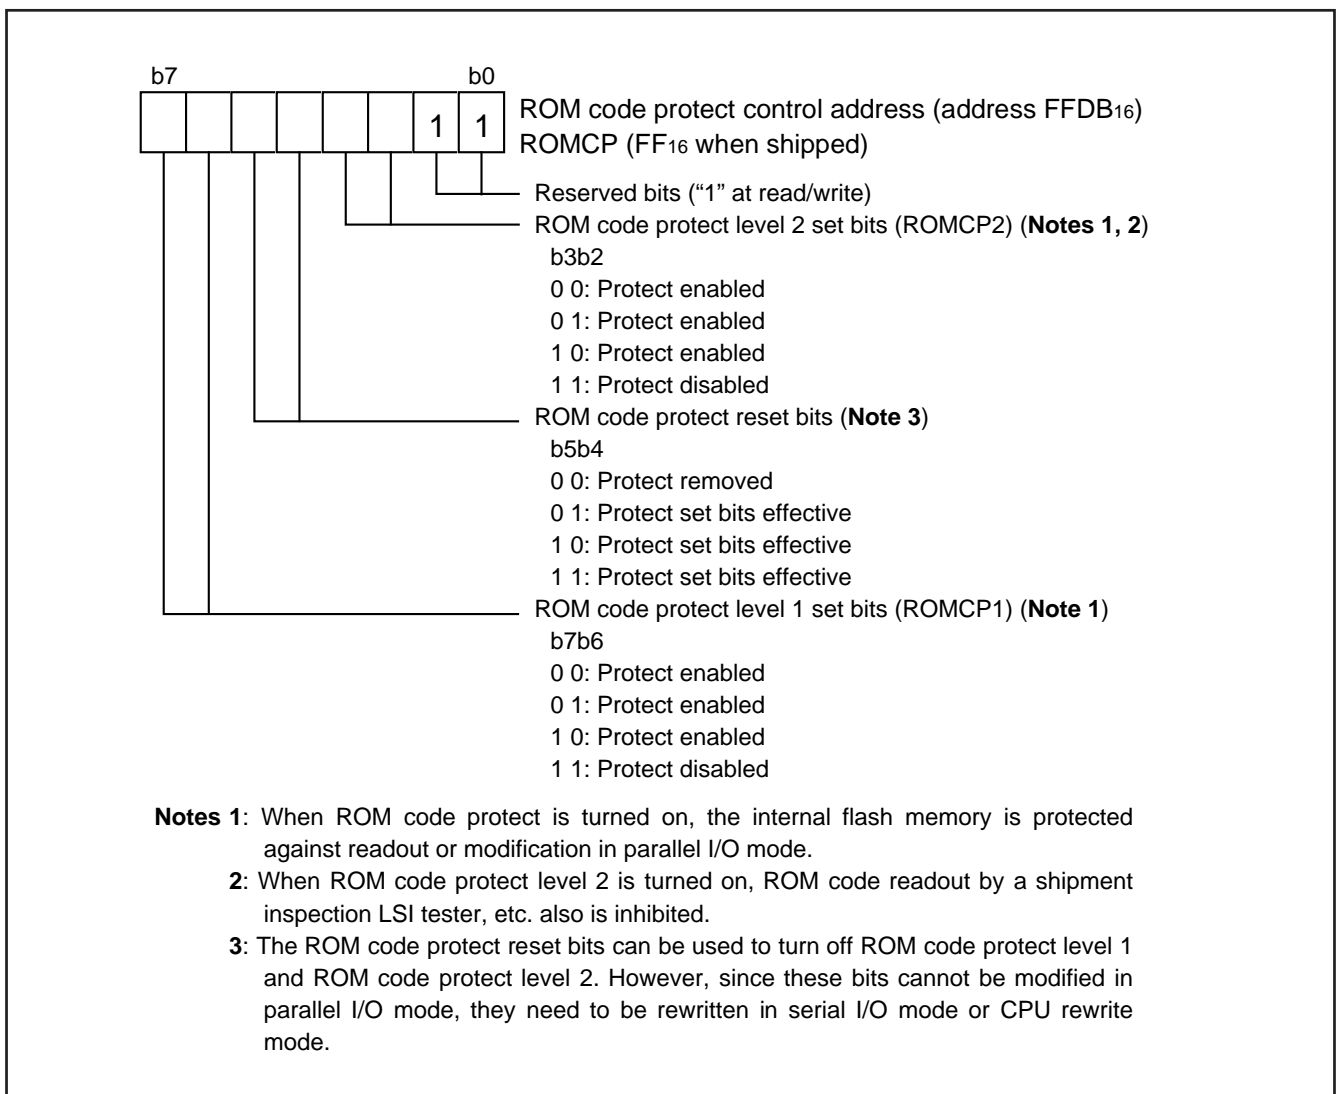 b7 b0
1 1 ROM code protect control address (address FFDB16)
ROMCP (FF16 when shipped)
Reserved bits (“1” at read/write)
ROM code protect level 2 set bits (ROMCP2) (Notes 1, 2)
b3b2
0 0: Protect enabled
0 1: Protect enabled
1 0: Protect enabled
1 1: Protect disabled
ROM code protect reset bits (Note 3)
b5b4
0 0: Protect removed
0 1: Protect set bits effective
1 0: Protect set bits effective
1 1: Protect set bits effective
ROM code protect level 1 set bits (ROMCP1) (Note 1)
b7b6
0 0: Protect enabled
0 1: Protect enabled
1 0: Protect enabled
1 1: Protect disabled
Notes 1: When ROM code protect is turned on, the internal flash memory is protected
against readout or modification in parallel I/O mode.
2: When ROM code protect level 2 is turned on, ROM code readout by a shipment
inspection LSI tester, etc. also is inhibited.
3: The ROM code protect reset bits can be used to turn off ROM code protect level 1
and ROM code protect level 2. However, since these bits cannot be modified in
parallel I/O mode, they need to be rewritten in serial I/O mode or CPU rewrite
mode.